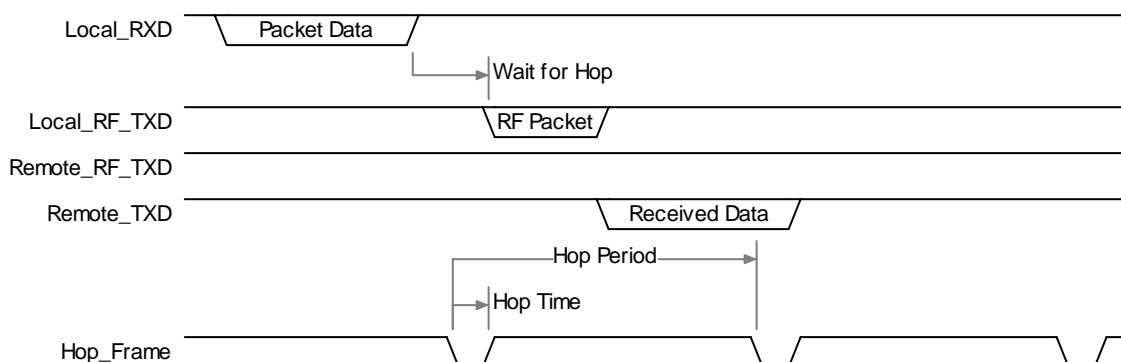 Local_RXD
Packet Data
Wait for Hop
Local_RF_TXD
RF Packet
Remote_RF_TXD
Remote_TXD
Received Data
Hop Period
Hop Time
Hop_Frame